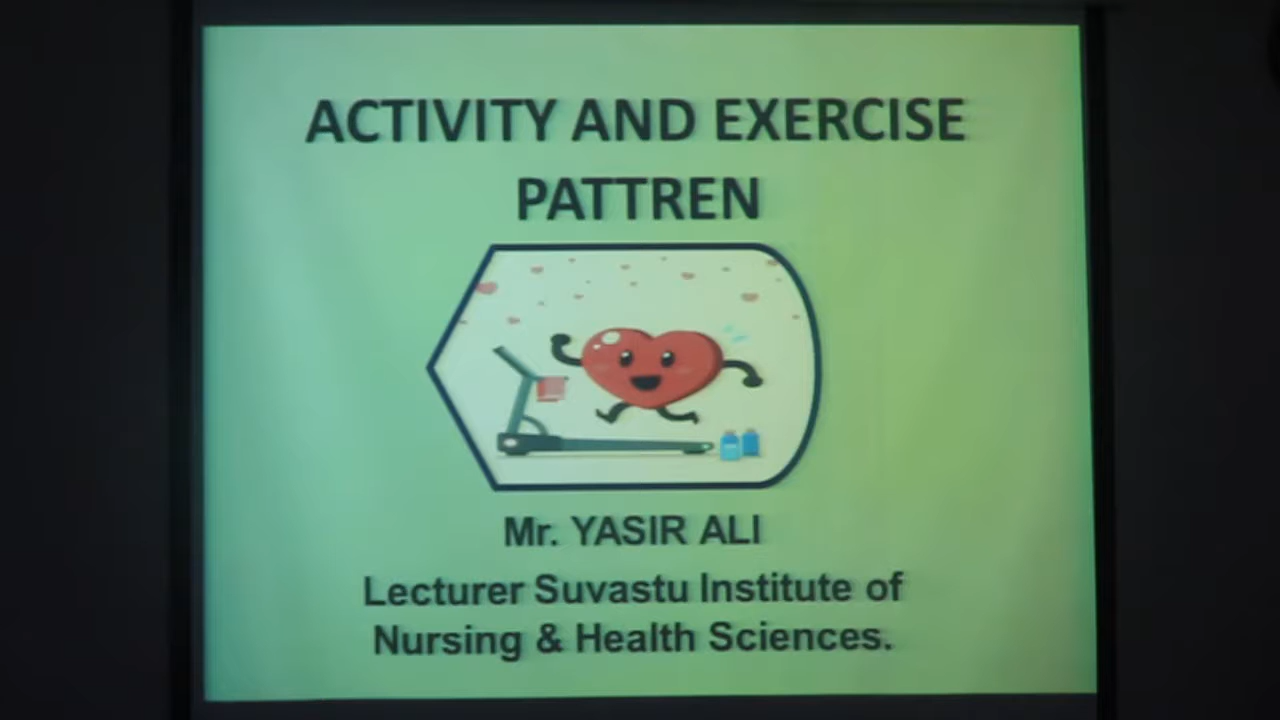 ACTIVITY AND EXERCISE
PATTREN
Mr. YASIR ALI
Lecturer Suvastu Institute of
Nursing & Health Sciences.